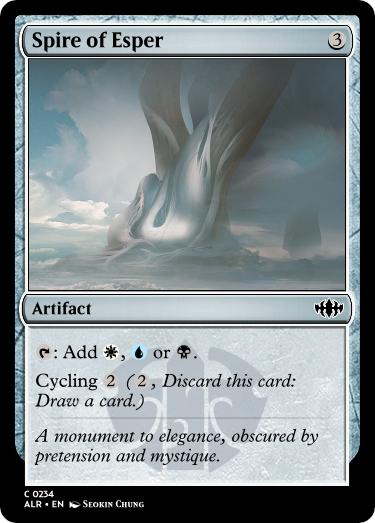 Spire of Esper 3
Artifact
: Add , or .
Cycling 2 ( 2 , Discard this card:
Draw a card.)
A monument to elegance, obscured by
pretension and mystique.
C 0234
ALR • EN Seokin Chung